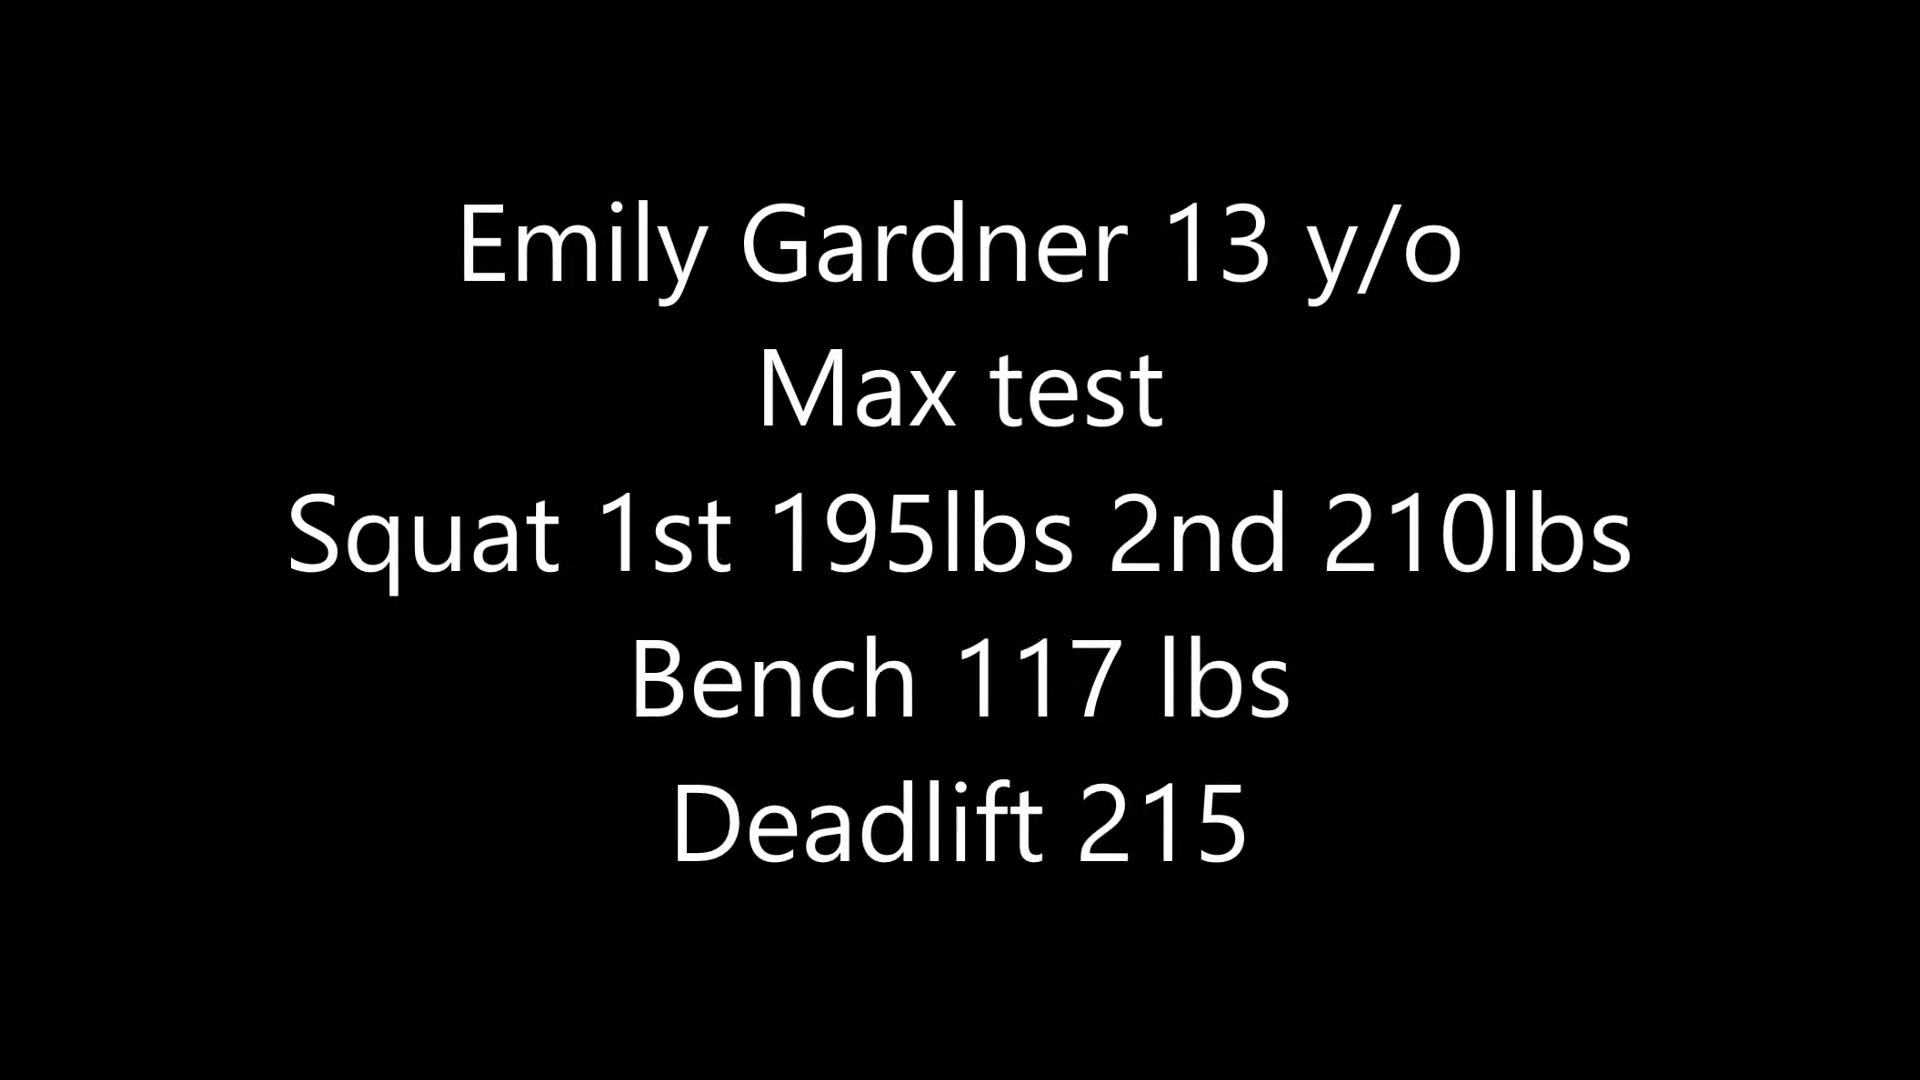 Emily Gardner 13 y/o
Max test
Squat 1st 195lbs 2nd 210lbs
Bench 117 lbs
Deadlift 215